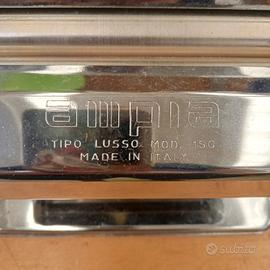 ampia
TIPO LUSSO MOD. 150
MADE IN ITALY
subito